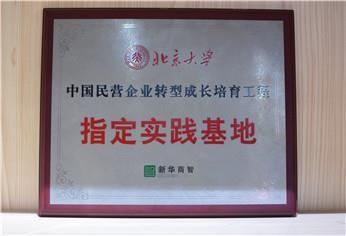 北京大学
中国民营企业转型成长培育工程
指定实践基地
新华商智